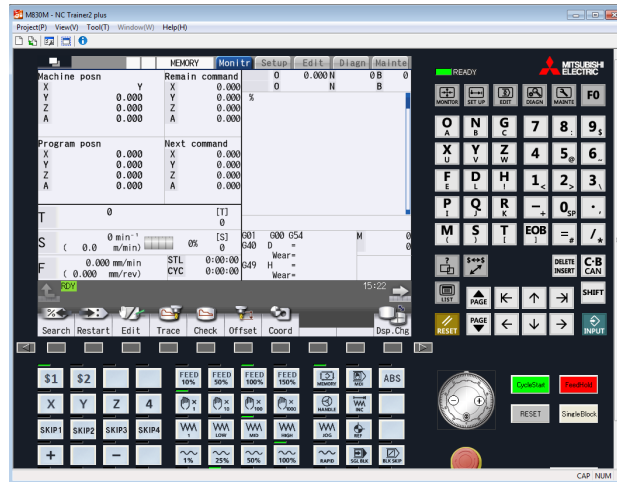 M830M - NC Trainer2 plus
Project(P) View(V) Tool(T) Window(W) Help(H)
MEMORY Monitr Setup Edit Diagn Mainte
Machine posn Remain command O 0.000 N 0 B 0
X Y X 0.000 O N B
Y 0.000 Y 0.000 %
Z 0.000 Z 0.000
A 0.000 A 0.000
Program posn Next command
X 0.000 X 0.000
Y 0.000 Y 0.000
Z 0.000 Z 0.000
A 0.000 A 0.000
T 0 [T]
0
S 0 min⁻¹ [S] G01 G00 G54 M 0
( 0.0 m/min) 0% 0 G40 D = 0
Wear=
F 0.00 mm/min STL 0:00:00 G49 H =
( 0.000 mm/rev) CYC 0:00:00 Wear=
RDY 15:22
Search Restart Edit Trace Check Offset Coord Dsp.Chg
READY
MITSUBISHI
ELECTRIC
MONITOR SET UP EDIT DIAGN MAINTE F0
O A N B G C 7 8 : 9 $
X U Y V Z W 4 5 @ 6
F E D L H ! 1 < 2 > 3 \
P I Q J R K - + 0 SP .
M ( S ) T [ EOB ] = # / *
? $↔$ DELETE INSERT C·B CAN
LIST PAGE SHIFT
RESET PAGE INPUT
$1 $2 FEED 10% FEED 50% FEED 100% FEED 150% MEMORY MDI ABS
X Y Z 4 × 1 × 10 × 100 × 1000 HANDLE INC
SKIP1 SKIP2 SKIP3 SKIP4 1 LOW MID HIGH JOG REF
+ - 1% 25% 50% 100% RAPID SGL BLK BLK SKIP
CycleStart FeedHold
RESET SingleBlock
CAP NUM